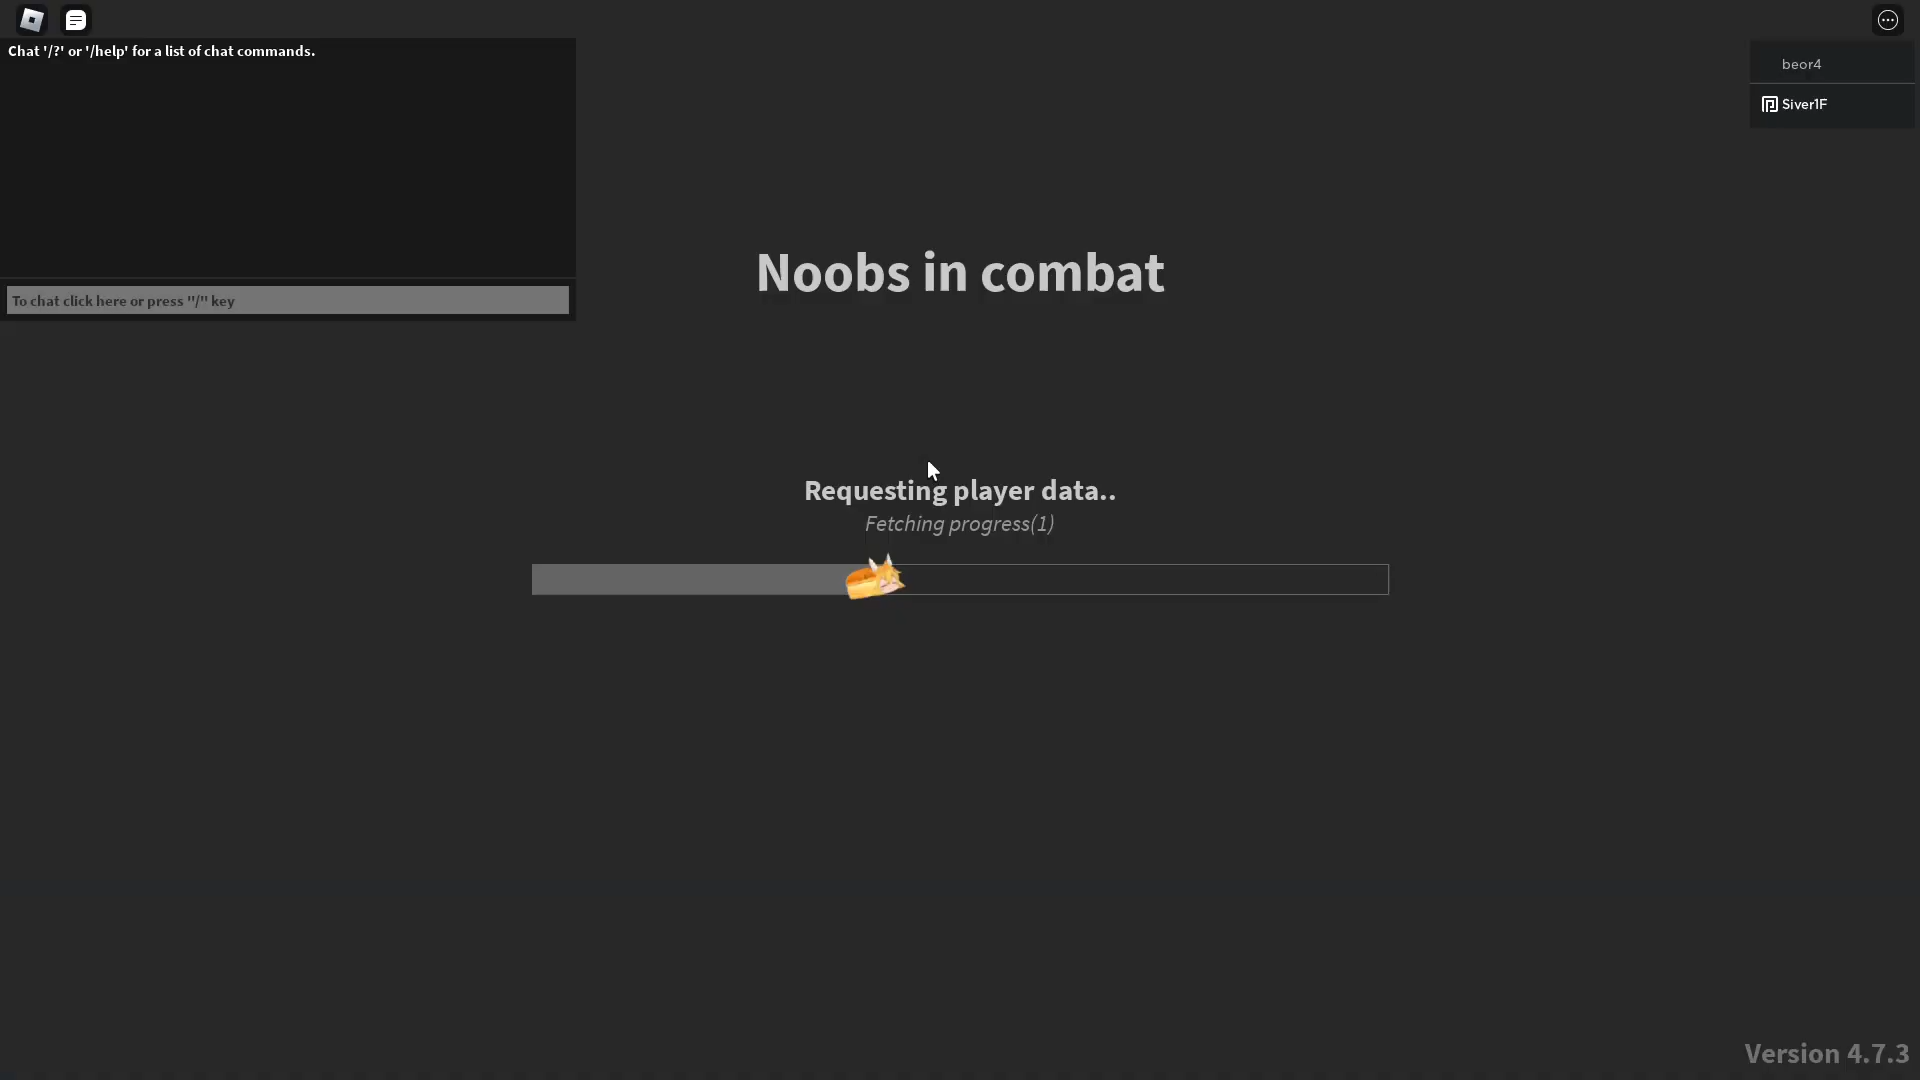 Chat '/?' or '/help' for a list of chat commands.
To chat click here or press "/" key
beor4
Siver1F
Noobs in combat
Requesting player data..
Fetching progress(1)
Version 4.7.3